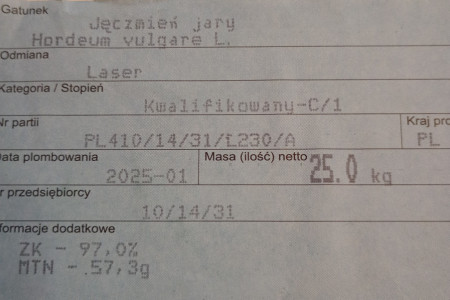 Gatunek
Jęczmień jary
Hordeum vulgare L.
Odmiana
Laser
Kategoria / Stopień
Kwalifikowany-C/1
Nr partii
Kraj pro
PL410/14/31/Ł230/A
PL
Data plombowania
Masa (ilość) netto
25.0 kg
2025-01
r przedsiębiorcy
10/14/31
nformacje dodatkowe
ZK - 97,0%
MTN - 57,3g